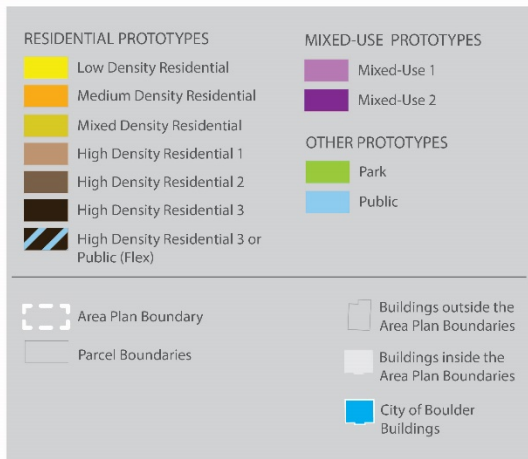 RESIDENTIAL PROTOTYPES
Low Density Residential
Medium Density Residential
Mixed Density Residential
High Density Residential 1
High Density Residential 2
High Density Residential 3
High Density Residential 3 or
Public (Flex)
MIXED-USE PROTOTYPES
Mixed-Use 1
Mixed-Use 2
OTHER PROTOTYPES
Park
Public
Area Plan Boundary
Parcel Boundaries
Buildings outside the
Area Plan Boundaries
Buildings inside the
Area Plan Boundaries
City of Boulder
Buildings